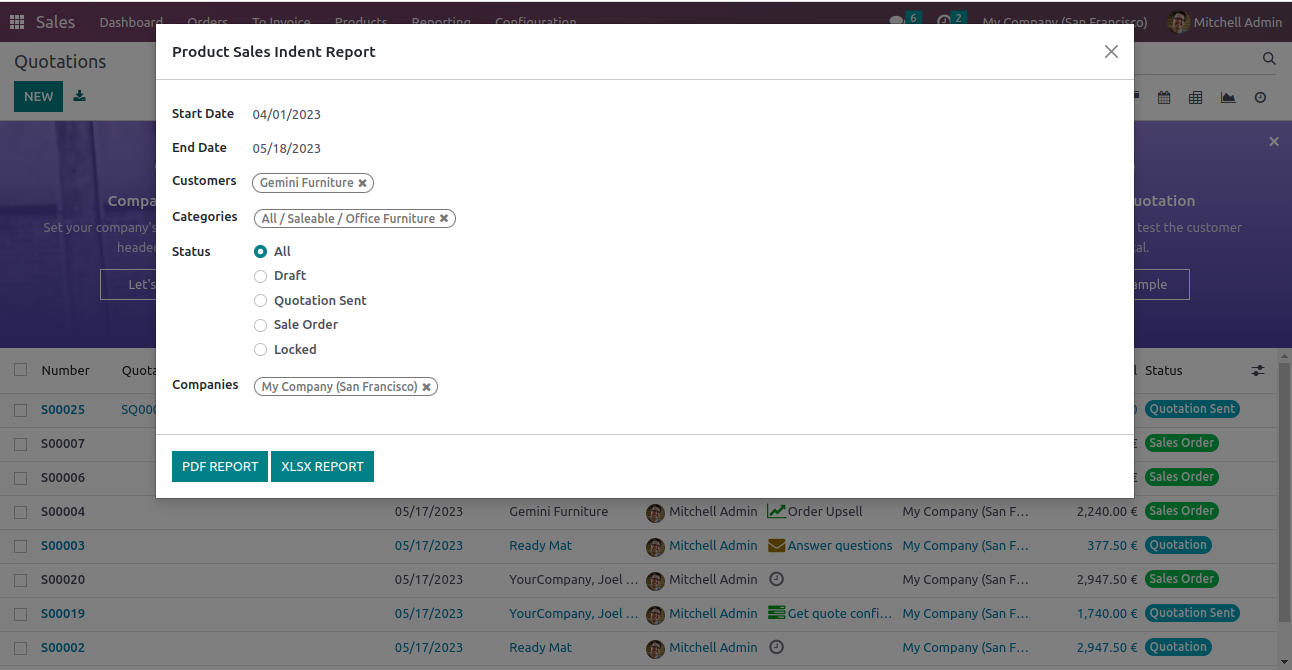 Sales Dashboard Orders To Invoice Products Reporting Configuration 6 2 My Company (San Francisco) Mitchell Admin
Product Sales Indent Report
Quotations
NEW
Start Date 04/01/2023
End Date 05/18/2023
Customers Gemini Furniture
Categories All / Saleable / Office Furniture
Status All
Draft
Quotation Sent
Sale Order
Locked
Companies My Company (San Francisco)
PDF REPORT XLSX REPORT
Set your company's
test the customer
Let's
Number Status
S00025 Quotation Sent
S00007 Sales Order
S00006 Sales Order
S00004 05/17/2023 Gemini Furniture Mitchell Admin Order Upsell My Company (San F... 2,240.00 € Sales Order
S00003 05/17/2023 Ready Mat Mitchell Admin Answer questions My Company (San F... 377.50 € Quotation
S00020 05/17/2023 YourCompany, Joel ... Mitchell Admin My Company (San F... 2,947.50 € Sales Order
S00019 05/17/2023 YourCompany, Joel ... Mitchell Admin Get quote confi... My Company (San F... 1,740.00 € Quotation Sent
S00002 05/17/2023 Ready Mat Mitchell Admin My Company (San F... 2,947.50 € Quotation